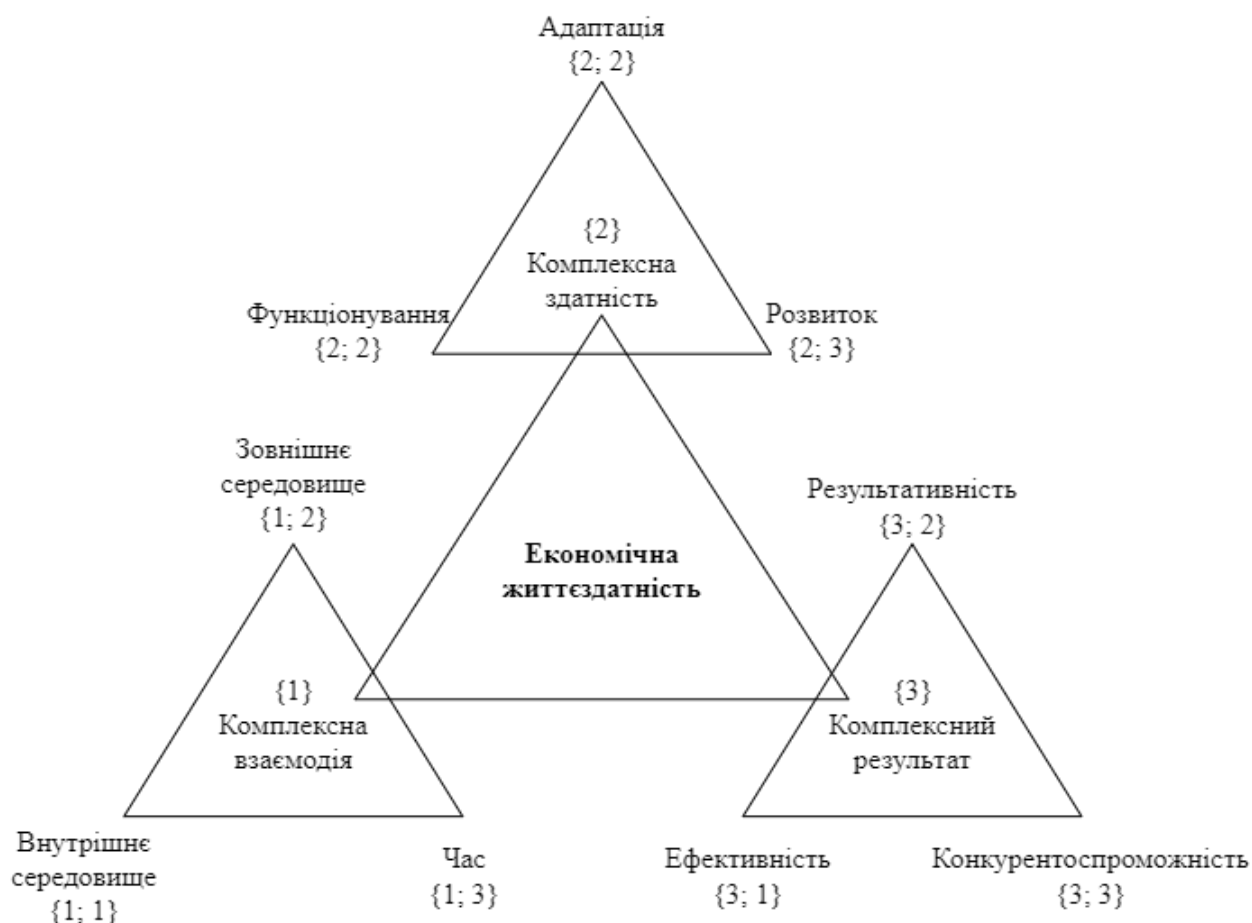 Адаптація
{2; 2}
{2}
Комплексна
здатність
Функціонування
{2; 2}
Розвиток
{2; 3}
Зовнішнє
середовище
{1; 2}
Результативність
{3; 2}
Економічна
життєздатність
{1}
Комплексна
взаємодія
{3}
Комплексний
результат
Внутрішнє
середовище
{1; 1}
Час
{1; 3}
Ефективність
{3; 1}
Конкурентоспроможність
{3; 3}